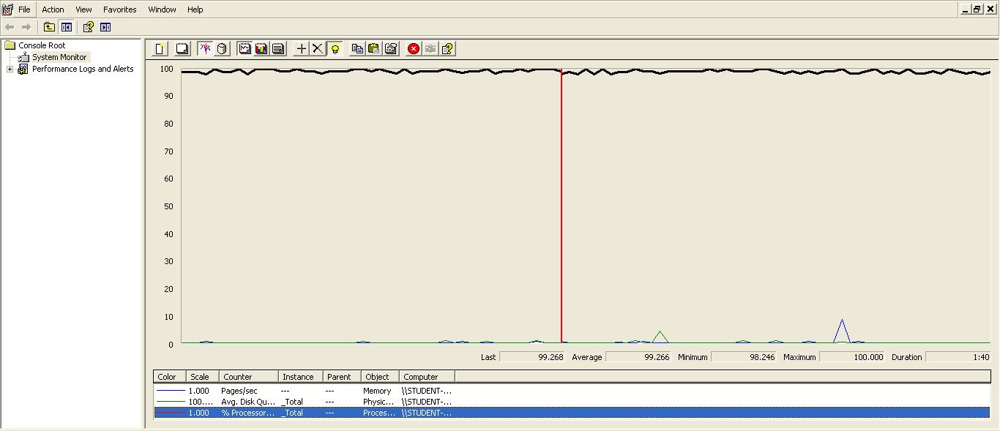 File Action View Favorites Window Help
Console Root
System Monitor
Performance Logs and Alerts
100
90
80
70
60
50
40
30
20
10
0
Last 99.268 Average 99.266 Minimum 98.246 Maximum 100.000 Duration 1:40
Color Scale Counter Instance Parent Object Computer
1.000 Pages/sec --- --- Memory \\STUDENT-...
100.... Avg. Disk Qu... _Total --- Physic... \\STUDENT-...
1.000 % Processor... _Total --- Proces... \\STUDENT-...